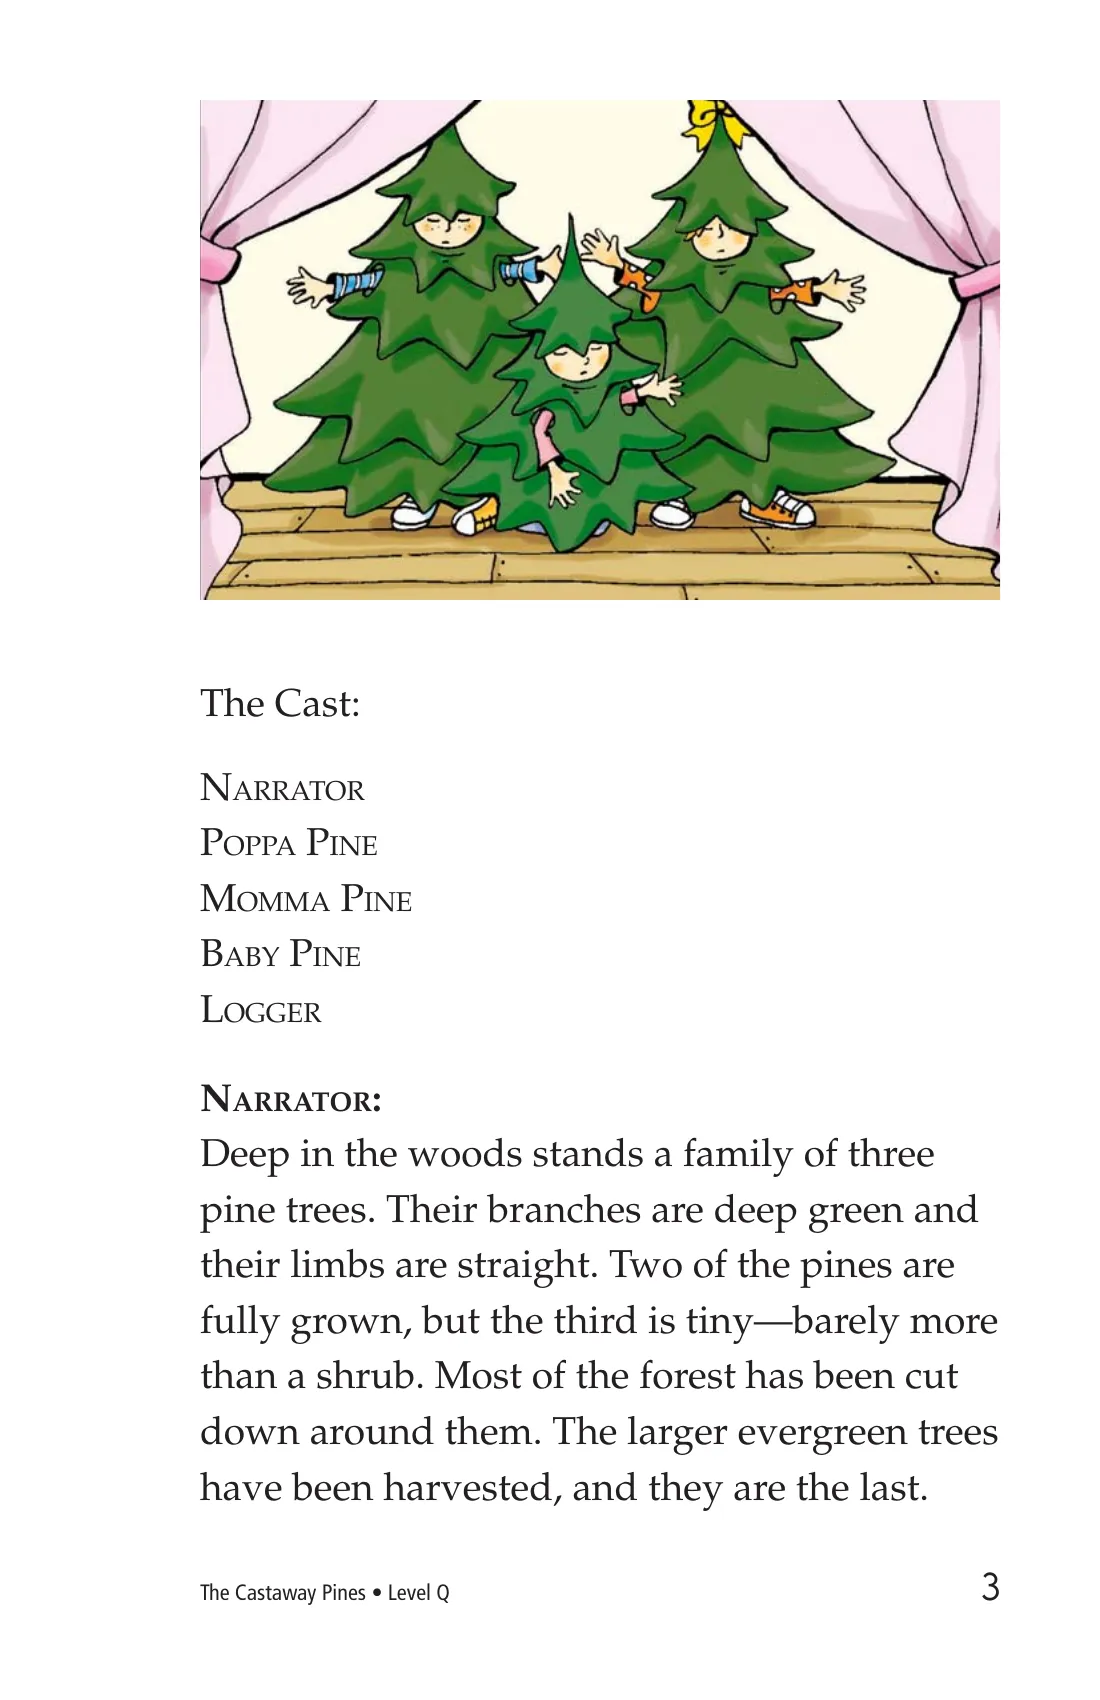 The Cast:
NARRATOR
POPPA PINE
MOMMA PINE
BABY PINE
LOGGER
NARRATOR:
Deep in the woods stands a family of three
pine trees. Their branches are deep green and
their limbs are straight. Two of the pines are
fully grown, but the third is tiny—barely more
than a shrub. Most of the forest has been cut
down around them. The larger evergreen trees
have been harvested, and they are the last.
The Castaway Pines • Level Q
3